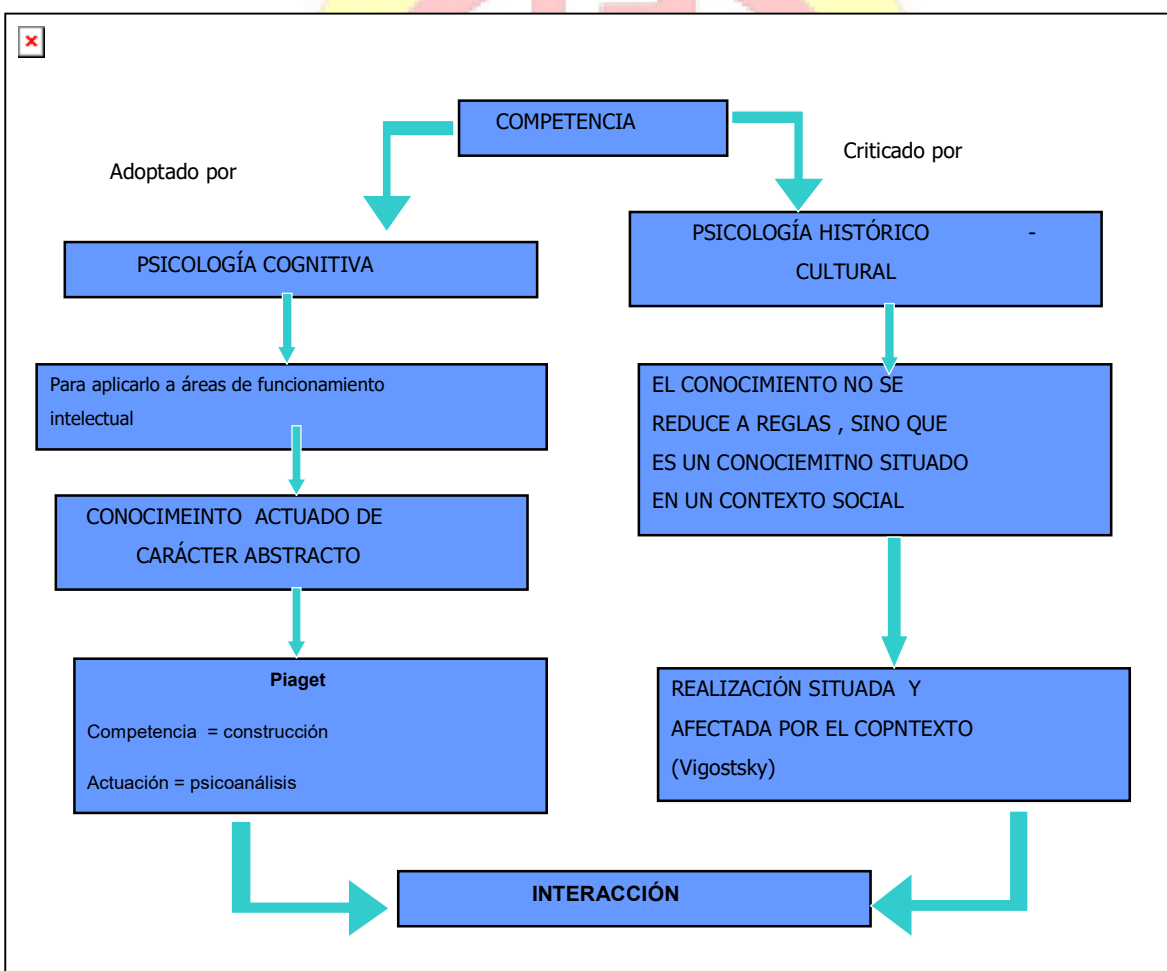 COMPETENCIA
Adoptado por
Criticado por
PSICOLOGÍA COGNITIVA
PSICOLOGÍA HISTÓRICO -
CULTURAL
Para aplicarlo a áreas de funcionamiento
intelectual
EL CONOCIMIENTO NO SE
REDUCE A REGLAS , SINO QUE
ES UN CONOCIEMITNO SITUADO
EN UN CONTEXTO SOCIAL
CONOCIMEINTO ACTUADO DE
CARÁCTER ABSTRACTO
Piaget
Competencia = construcción
Actuación = psicoanálisis
REALIZACIÓN SITUADA Y
AFECTADA POR EL COPNTEXTO
(Vigostsky)
INTERACCIÓN